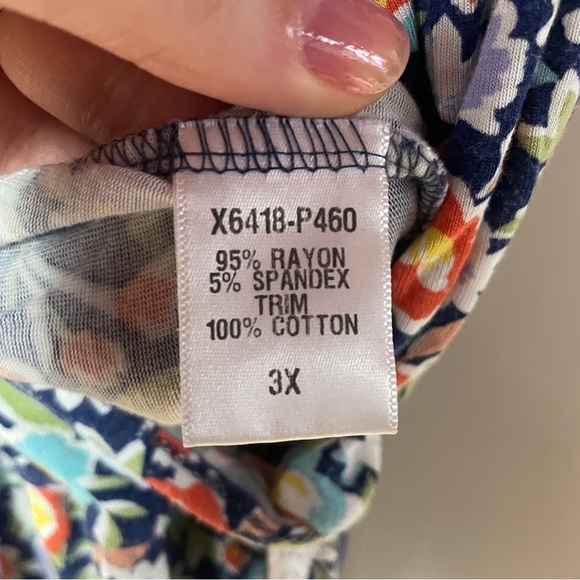 X6418-P460
95% RAYON
5% SPANDEX
TRIM
100% COTTON
3X